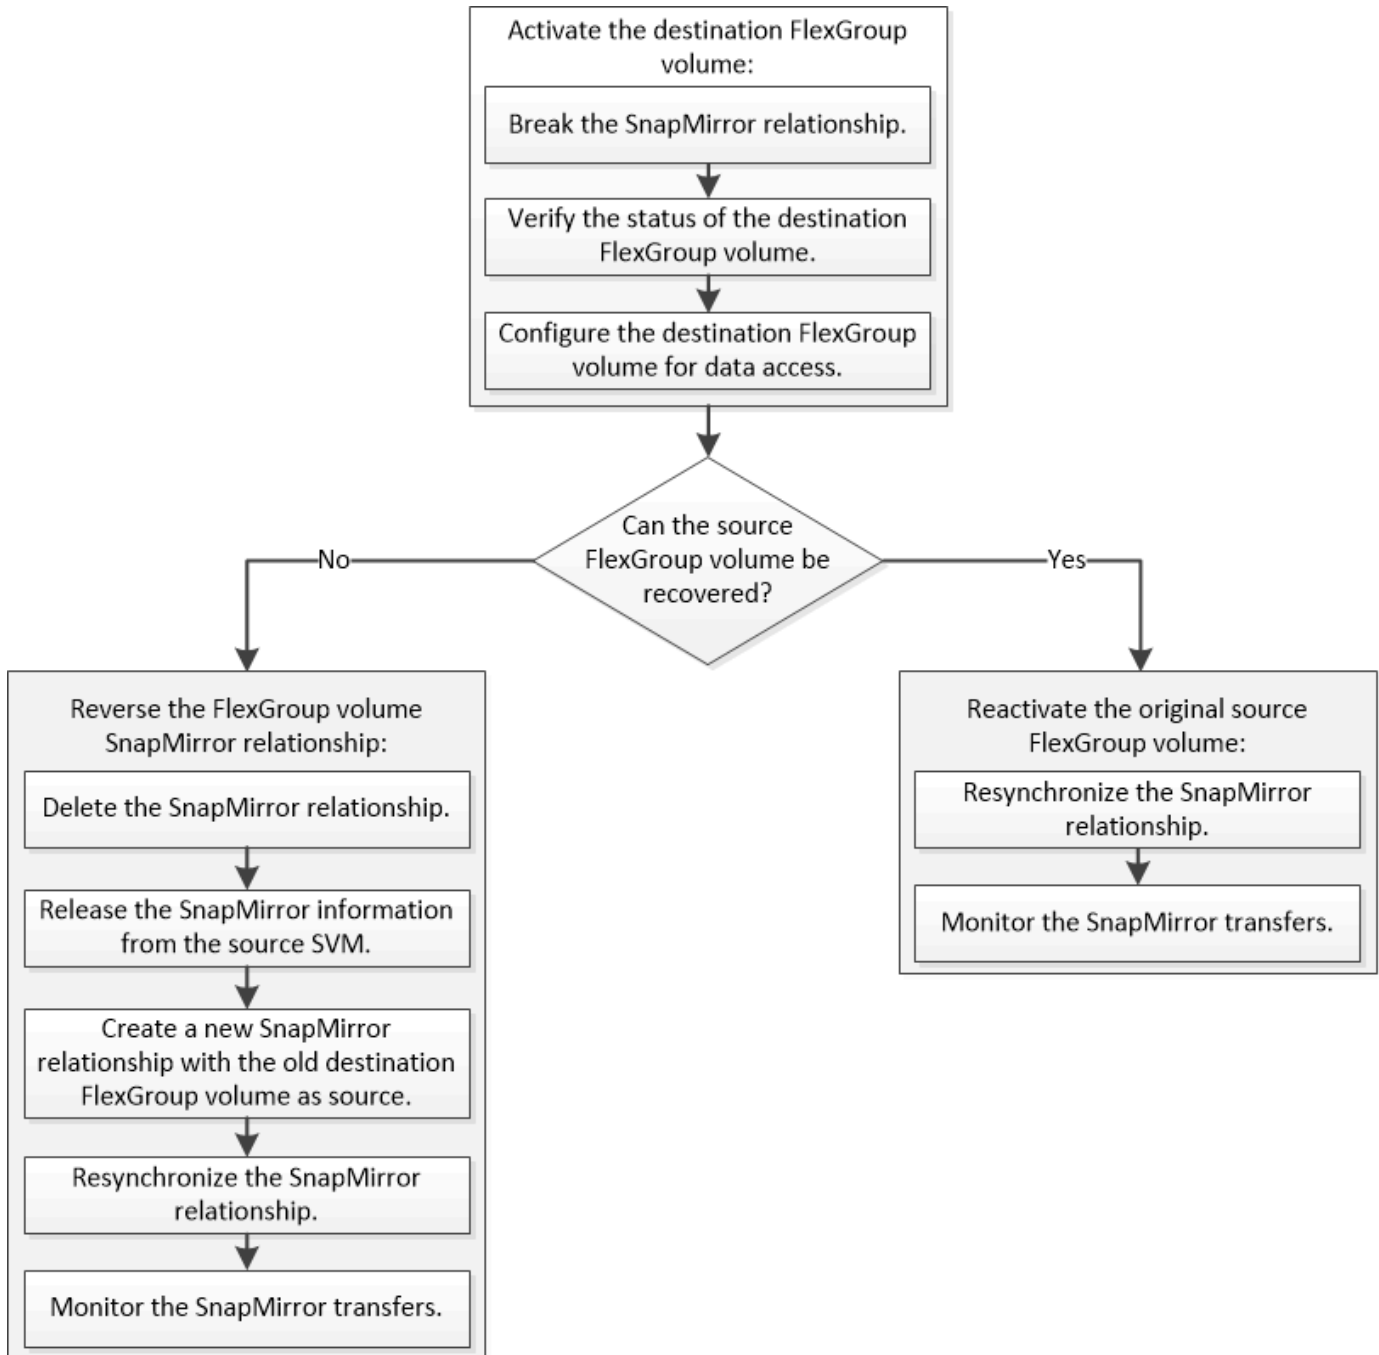 Activate the destination FlexGroup
volume:
Break the SnapMirror relationship.
Verify the status of the destination
FlexGroup volume.
Configure the destination FlexGroup
volume for data access.
Can the source
FlexGroup volume be
recovered?
No
Yes
Reverse the FlexGroup volume
SnapMirror relationship:
Delete the SnapMirror relationship.
Release the SnapMirror information
from the source SVM.
Create a new SnapMirror
relationship with the old destination
FlexGroup volume as source.
Resynchronize the SnapMirror
relationship.
Monitor the SnapMirror transfers.
Reactivate the original source
FlexGroup volume:
Resynchronize the SnapMirror
relationship.
Monitor the SnapMirror transfers.